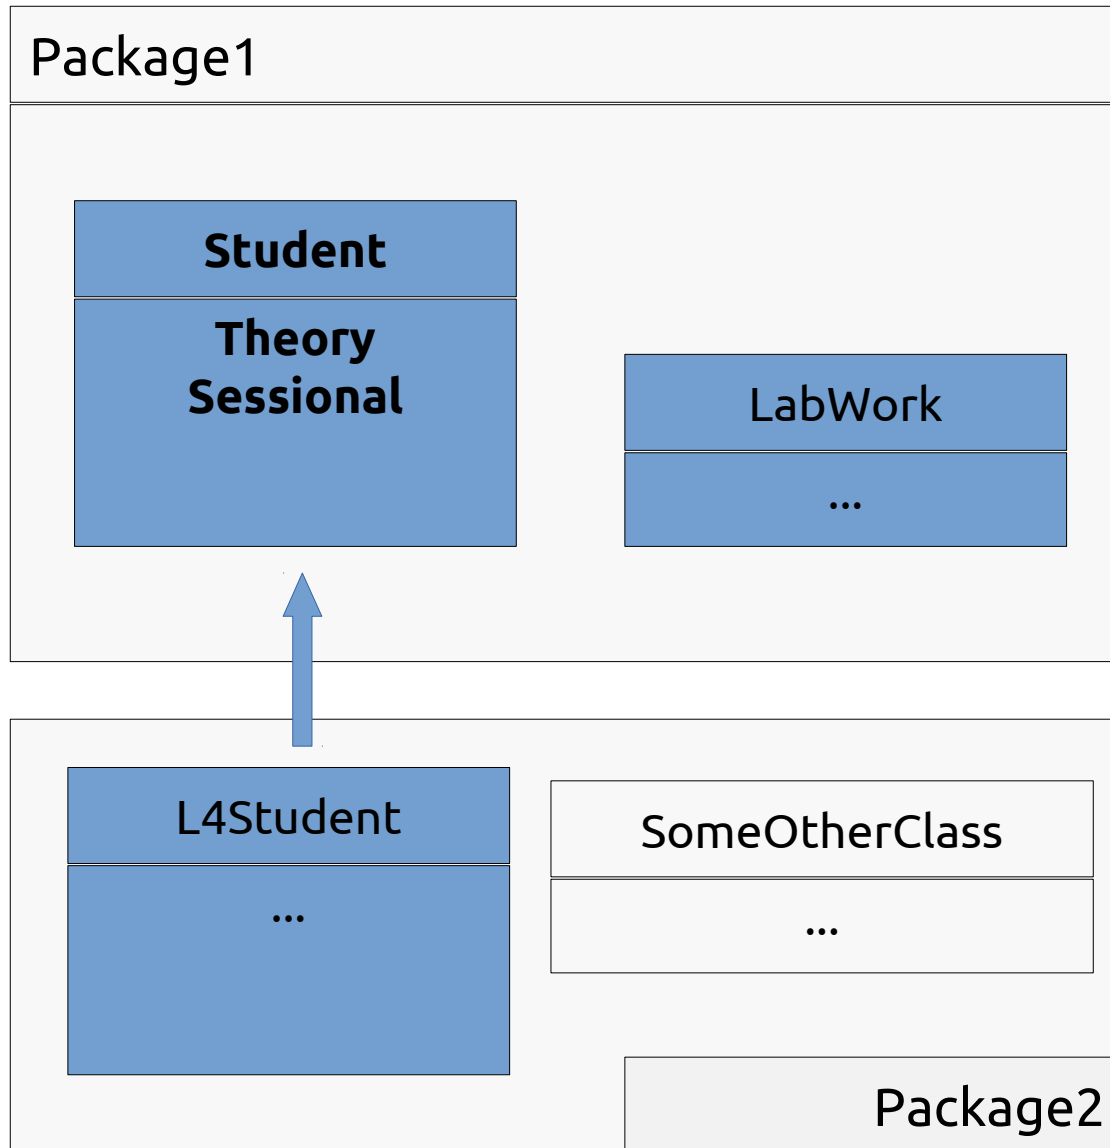 Package1
Student
Theory
Sessional
LabWork
...
L4Student
...
SomeOtherClass
...
Package2